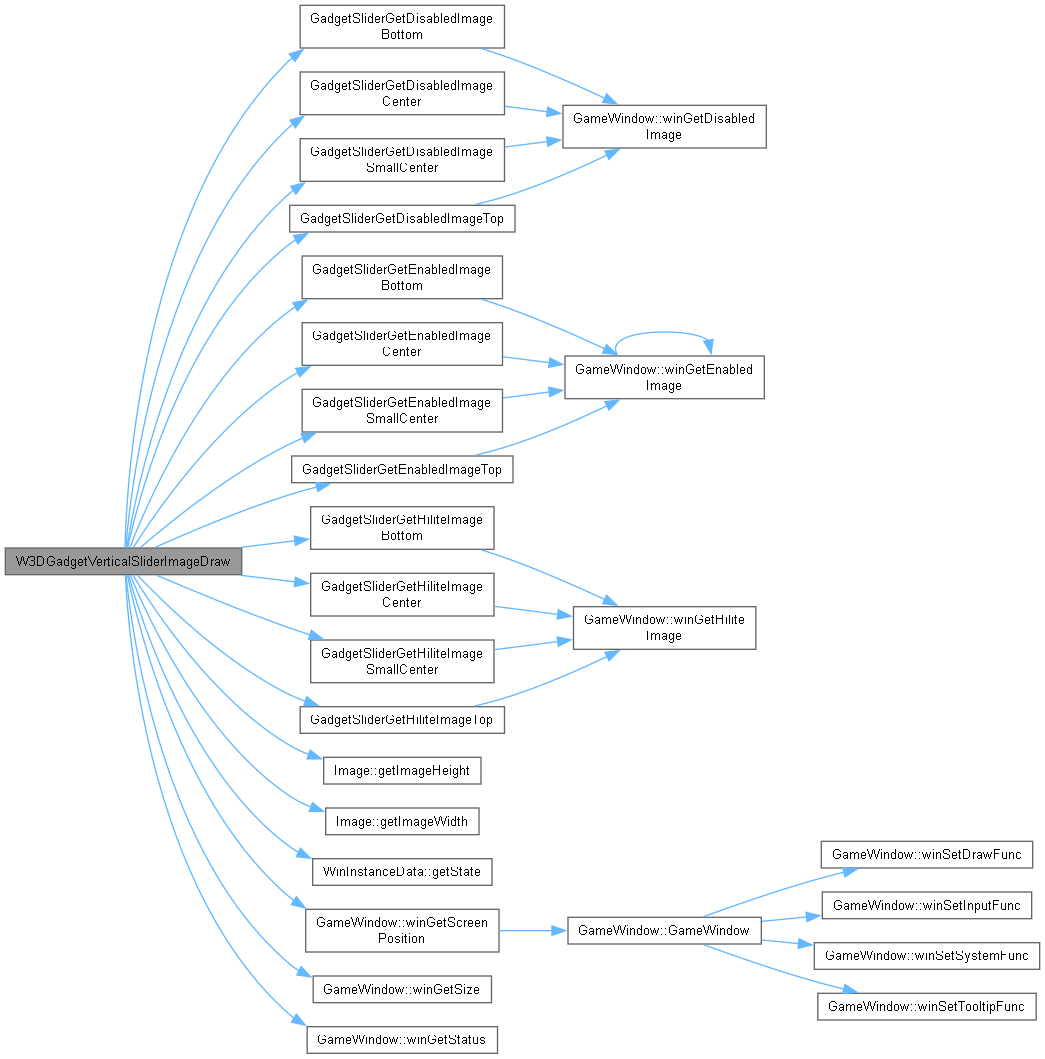 GadgetSliderGetDisabledImage
Bottom
GadgetSliderGetDisabledImage
Center
GadgetSliderGetDisabledImage
SmallCenter
GadgetSliderGetDisabledImageTop
GameWindow::winGetDisabled
Image
GadgetSliderGetEnabledImage
Bottom
GadgetSliderGetEnabledImage
Center
GadgetSliderGetEnabledImage
SmallCenter
GadgetSliderGetEnabledImageTop
GameWindow::winGetEnabled
Image
W3DGadgetVerticalSliderImageDraw
GadgetSliderGetHiliteImage
Bottom
GadgetSliderGetHiliteImage
Center
GadgetSliderGetHiliteImage
SmallCenter
GadgetSliderGetHiliteImageTop
GameWindow::winGetHilite
Image
Image::getImageHeight
Image::getImageWidth
WinInstanceData::getState
GameWindow::winGetScreen
Position
GameWindow::winGetSize
GameWindow::winGetStatus
GameWindow::GameWindow
GameWindow::winSetDrawFunc
GameWindow::winSetInputFunc
GameWindow::winSetSystemFunc
GameWindow::winSetTooltipFunc